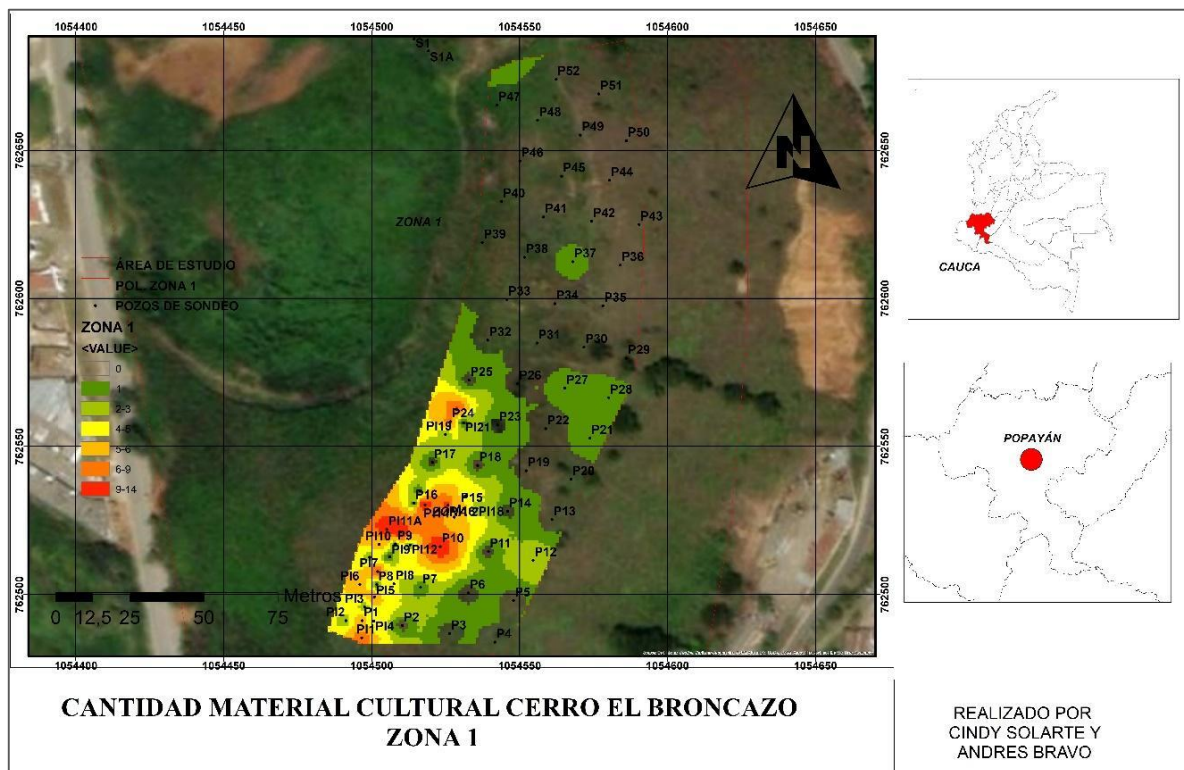 1054400 1054450 1054500 1054550 1054600 1054650
S1
S1A
P52
P51
P47
P48
P49
P50
762650
762650
N
P46
P45
P44
P40
P41
P42
P43
ZONA 1
P39
P38
P37
P36
ÁREA DE ESTUDIO
POL. ZONA 1
POZOS DE SONDEO
ZONA 1
<VALUE>
0
1
2-3
4-5
5-6
6-9
9-14
762600
762600
P33
P34
P35
P32
P31
P30
P29
P25
P26
P27
P28
P24
PI19
PI21
P23
P22
P21
762550
762550
P17
P18
P19
P20
P16
P15
P14
PI18
P13
PI11A
PI10
P9
PI9
PI12
P10
P11
P12
PI7
PI6
P8
PI8
P7
P6
PI5
PI3
P5
762500
762500
PI2
P1
PI4
P2
PI1
P3
P4
Metros
0 12,5 25 50 75
1054400 1054450 1054500 1054550 1054600 1054650
CAUCA
POPAYÁN
CANTIDAD MATERIAL CULTURAL CERRO EL BRONCAZO
ZONA 1
REALIZADO POR
CINDY SOLARTE Y
ANDRES BRAVO